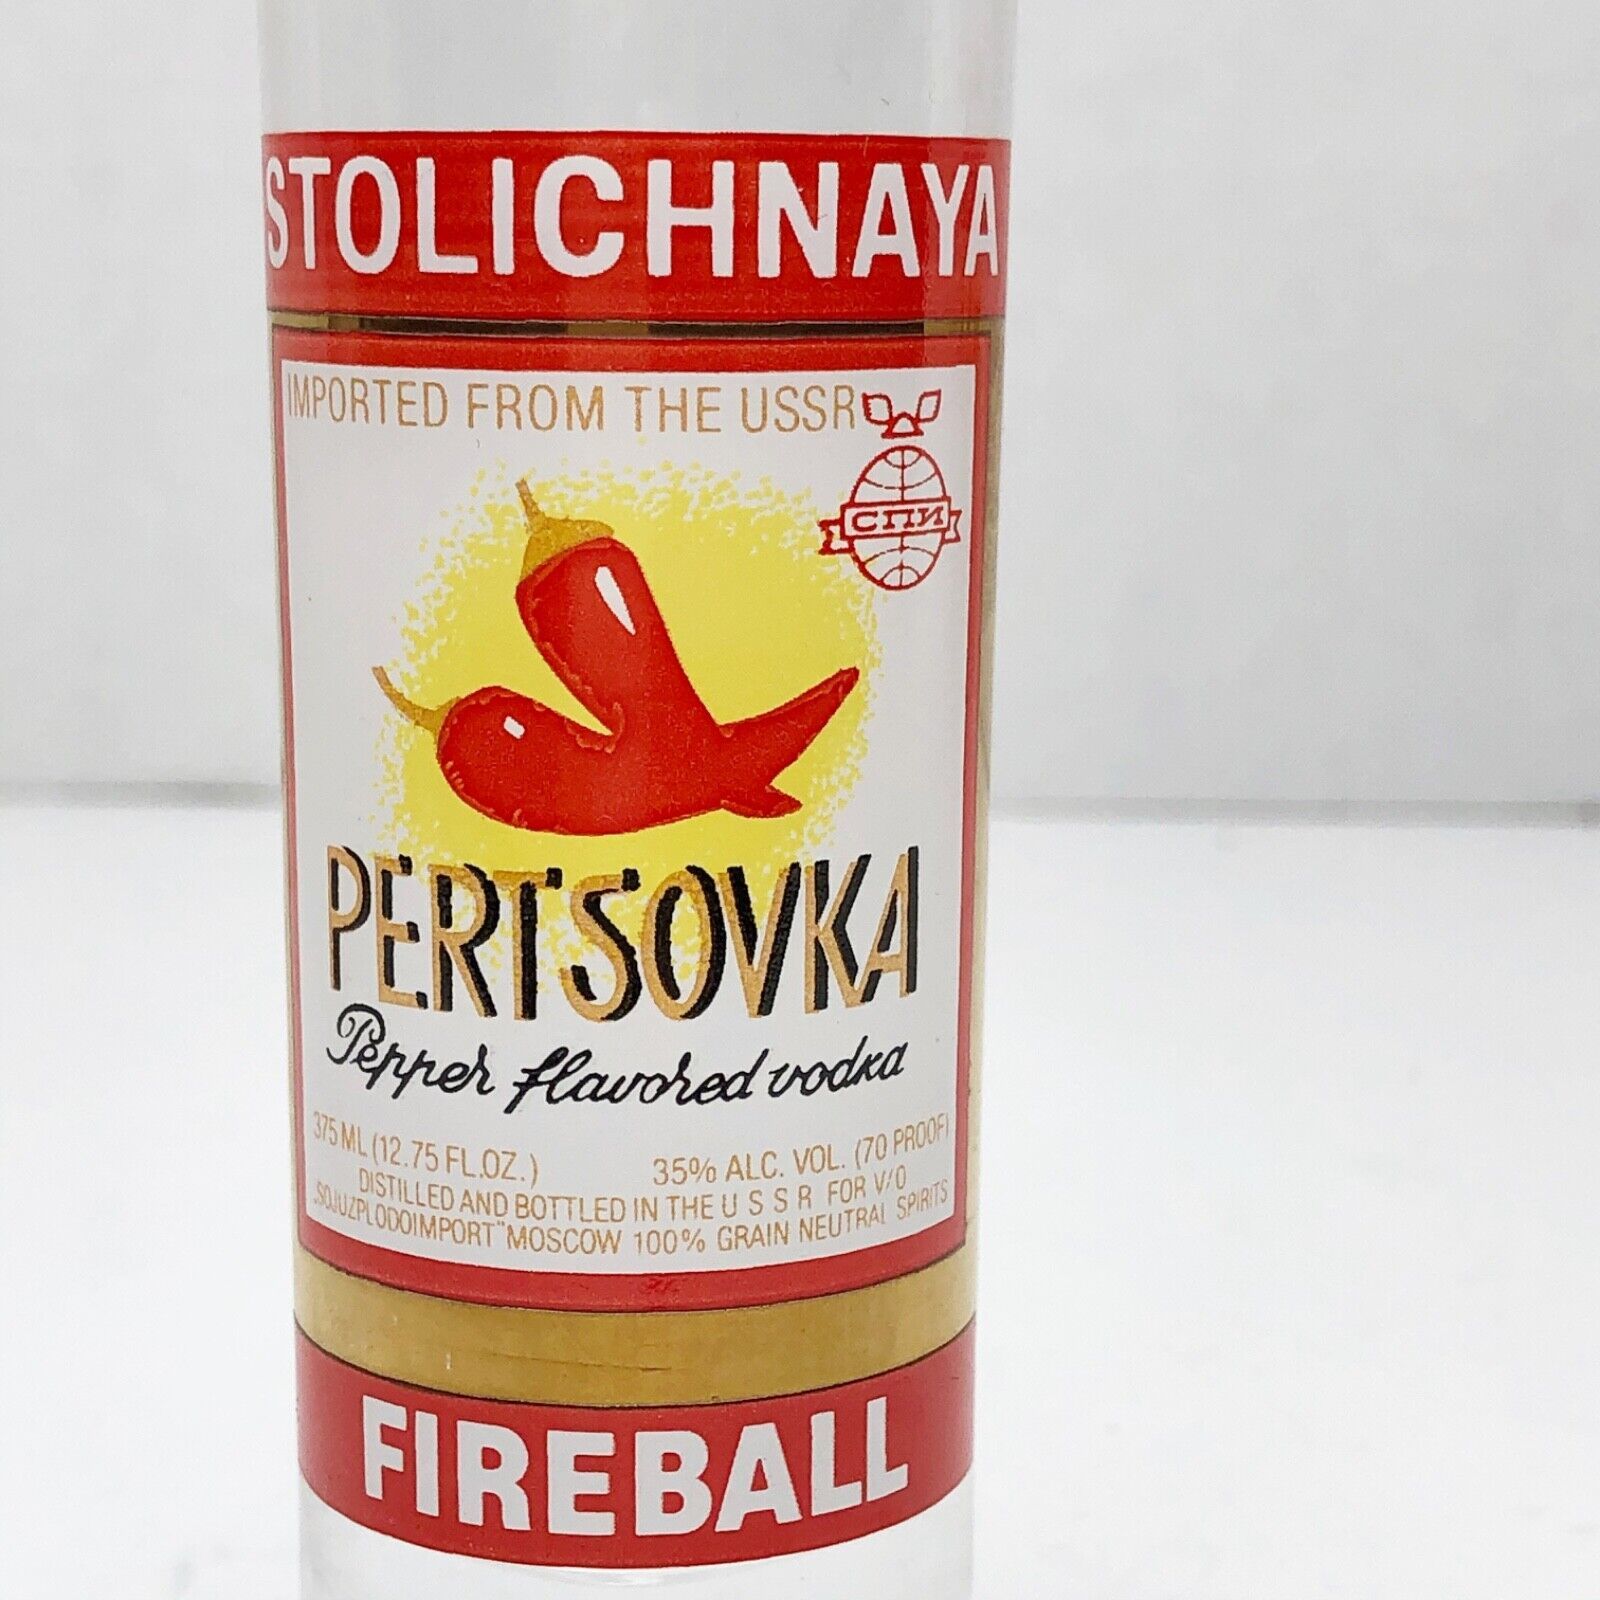 STOLICHNAYA
IMPORTED FROM THE USSR
СПИ
PERTSOVKA
Pepper flavored vodka
375 ML (12.75 FL.OZ.) 35% ALC. VOL. (70 PROOF)
DISTILLED AND BOTTLED IN THE U S S R FOR V/O
„SOJUZPLODOIMPORT" MOSCOW 100% GRAIN NEUTRAL SPIRITS
FIREBALL